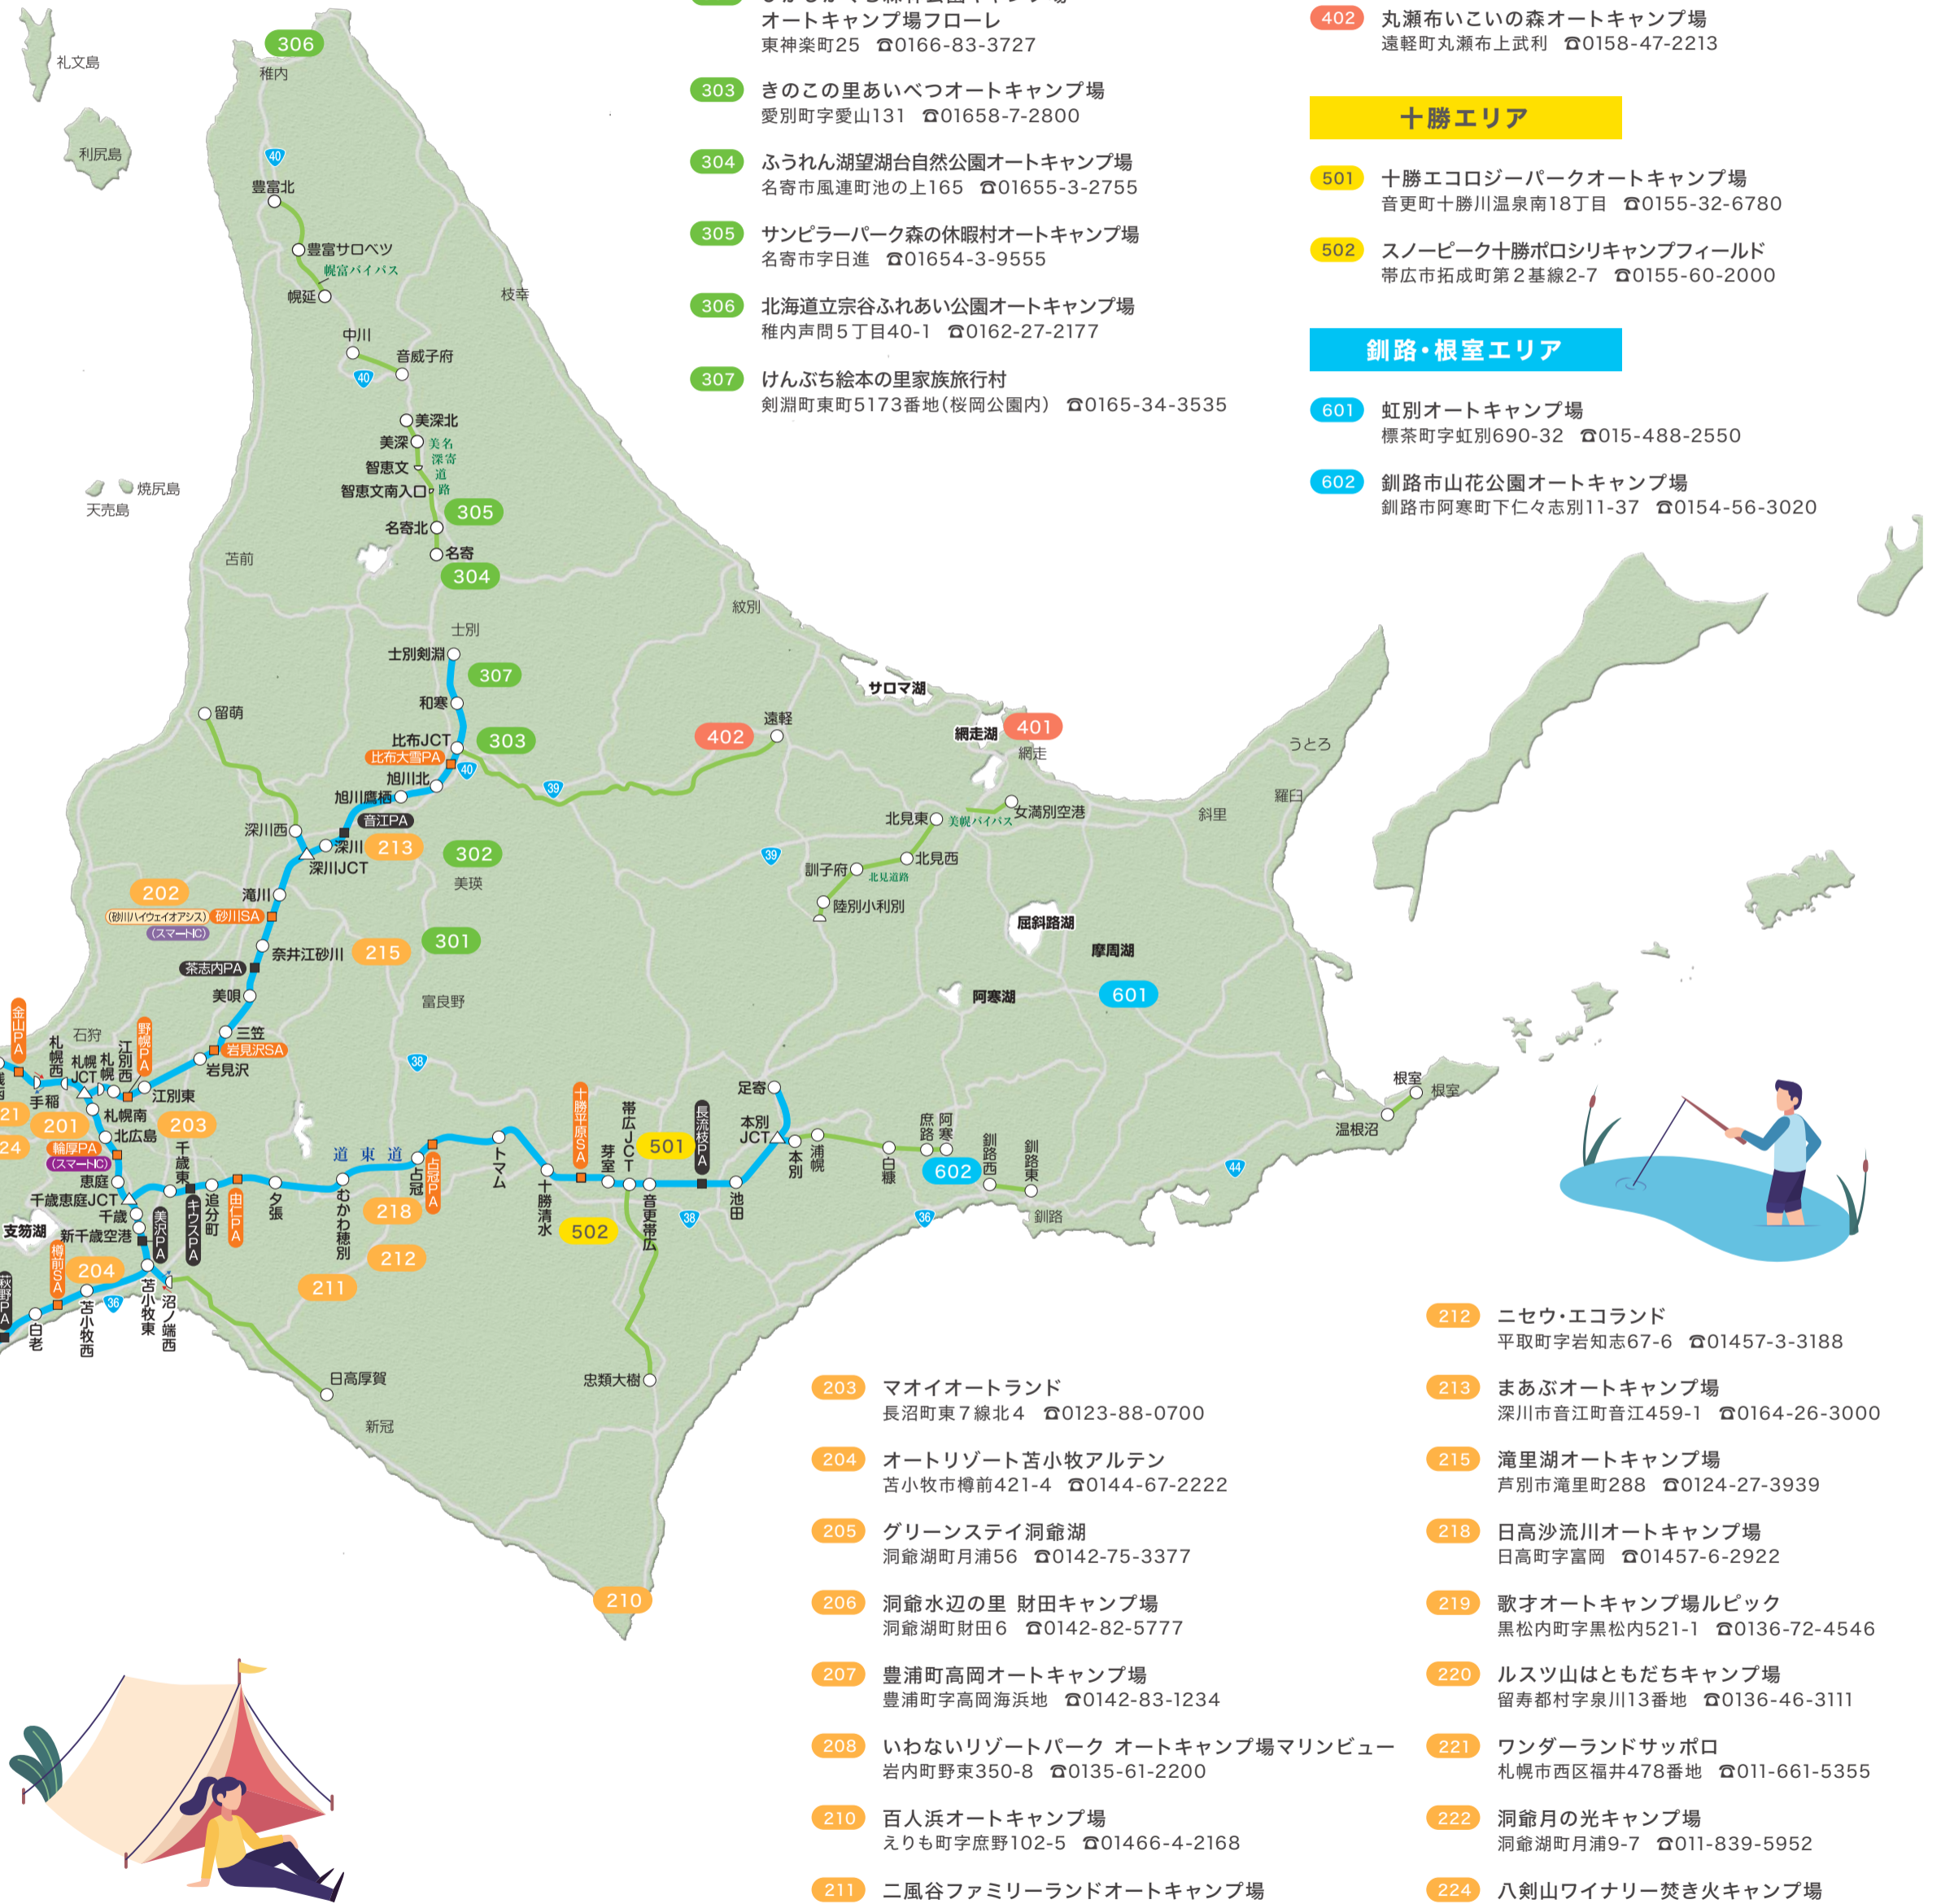 オートキャンプ場フローレ
東神楽町25 ☎0166-83-3727
303 きのこの里あいべつオートキャンプ場
愛別町字愛山131 ☎01658-7-2800
304 ふうれん湖望湖台自然公園オートキャンプ場
名寄市風連町池の上165 ☎01655-3-2755
305 サンピラーパーク森の休暇村オートキャンプ場
名寄市字日進 ☎01654-3-9555
306 北海道立宗谷ふれあい公園オートキャンプ場
稚内声問5丁目40-1 ☎0162-27-2177
307 けんぶち絵本の里家族旅行村
剣淵町東町5173番地(桜岡公園内) ☎0165-34-3535
402 丸瀬布いこいの森オートキャンプ場
遠軽町丸瀬布上武利 ☎0158-47-2213
十勝エリア
501 十勝エコロジーパークオートキャンプ場
音更町十勝川温泉南18丁目 ☎0155-32-6780
502 スノーピーク十勝ポロシリキャンプフィールド
帯広市拓成町第2基線2-7 ☎0155-60-2000
釧路・根室エリア
601 虹別オートキャンプ場
標茶町字虹別690-32 ☎015-488-2550
602 釧路市山花公園オートキャンプ場
釧路市阿寒町下仁々志別11-37 ☎0154-56-3020
306
礼文島
稚内
利尻島
40
豊富北
豊富サロベツ
幌富バイパス
幌延
枝幸
中川
音威子府
40
美深北
美深
美深名寄道路
智恵文
智恵文南入口
焼尻島
天売島
305
名寄北
名寄
304
苫前
紋別
士別
士別剣淵
307
和寒
サロマ湖
留萌
遠軽
402
401
網走湖
網走
比布JCT
303
比布大雪PA
40
うとろ
旭川北
39
旭川鷹栖
羅臼
音江PA
女満別空港
斜里
北見東
美幌バイパス
深川西
深川
213
302
39
北見西
深川JCT
訓子府
北見道路
美瑛
202
滝川
陸別小利別
(砂川ハイウェイオアシス)
砂川SA
(スマートIC)
屈斜路湖
301
奈井江砂川
215
摩周湖
茶志内PA
美唄
阿寒湖
601
富良野
金山PA
石狩
野幌PA
三笠
札幌西
札幌JCT
札幌
江別西
岩見沢SA
38
岩見沢
根室
根室
手稲
江別東
足寄
十勝平原SA
帯広JCT
長流枝PA
21
札幌南
201
203
温根沼
本別JCT
庶路
阿寒
24
北広島
輪厚PA
(スマートIC)
501
千歳東
道東道
占冠
占冠PA
トマム
芽室
本別
浦幌
白糠
602
釧路西
釧路東
44
恵庭
千歳恵庭JCT
追分町
由仁PA
夕張
むかわ穂別
十勝清水
音更帯広
池田
千歳
キウスPA
支笏湖
新千歳空港
美沢PA
218
502
38
36
釧路
樽前SA
212
204
211
萩野PA
36
白老
苫小牧西
苫小牧東
沼ノ端西
日高厚賀
忠類大樹
新冠
210
203 マオイオートランド
長沼町東7線北4 ☎0123-88-0700
204 オートリゾート苫小牧アルテン
苫小牧市樽前421-4 ☎0144-67-2222
205 グリーンステイ洞爺湖
洞爺湖町月浦56 ☎0142-75-3377
206 洞爺水辺の里 財田キャンプ場
洞爺湖町財田6 ☎0142-82-5777
207 豊浦町高岡オートキャンプ場
豊浦町字高岡海浜地 ☎0142-83-1234
208 いわないリゾートパーク オートキャンプ場マリンビュー
岩内町野束350-8 ☎0135-61-2200
210 百人浜オートキャンプ場
えりも町字庶野102-5 ☎01466-4-2168
211 二風谷ファミリーランドオートキャンプ場
212 ニセウ・エコランド
平取町字岩知志67-6 ☎01457-3-3188
213 まあぶオートキャンプ場
深川市音江町音江459-1 ☎0164-26-3000
215 滝里湖オートキャンプ場
芦別市滝里町288 ☎0124-27-3939
218 日高沙流川オートキャンプ場
日高町字富岡 ☎01457-6-2922
219 歌才オートキャンプ場ルピック
黒松内町字黒松内521-1 ☎0136-72-4546
220 ルスツ山はともだちキャンプ場
留寿都村字泉川13番地 ☎0136-46-3111
221 ワンダーランドサッポロ
札幌市西区福井478番地 ☎011-661-5355
222 洞爺月の光キャンプ場
洞爺湖町月浦9-7 ☎011-839-5952
224 八剣山ワイナリー焚き火キャンプ場